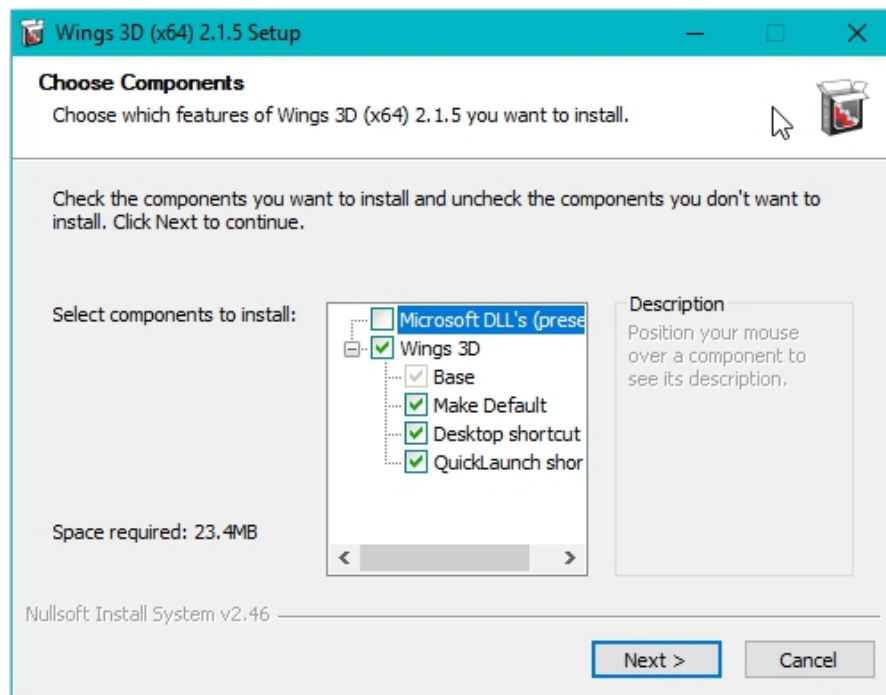 Wings 3D (x64) 2.1.5 Setup
Choose Components
Choose which features of Wings 3D (x64) 2.1.5 you want to install.
Check the components you want to install and uncheck the components you don't want to
install. Click Next to continue.
Select components to install:
Microsoft DLL's (prese
Wings 3D
Base
Make Default
Desktop shortcut
QuickLaunch shor
Description
Position your mouse
over a component to
see its description.
Space required: 23.4MB
Nullsoft Install System v2.46
Next >
Cancel